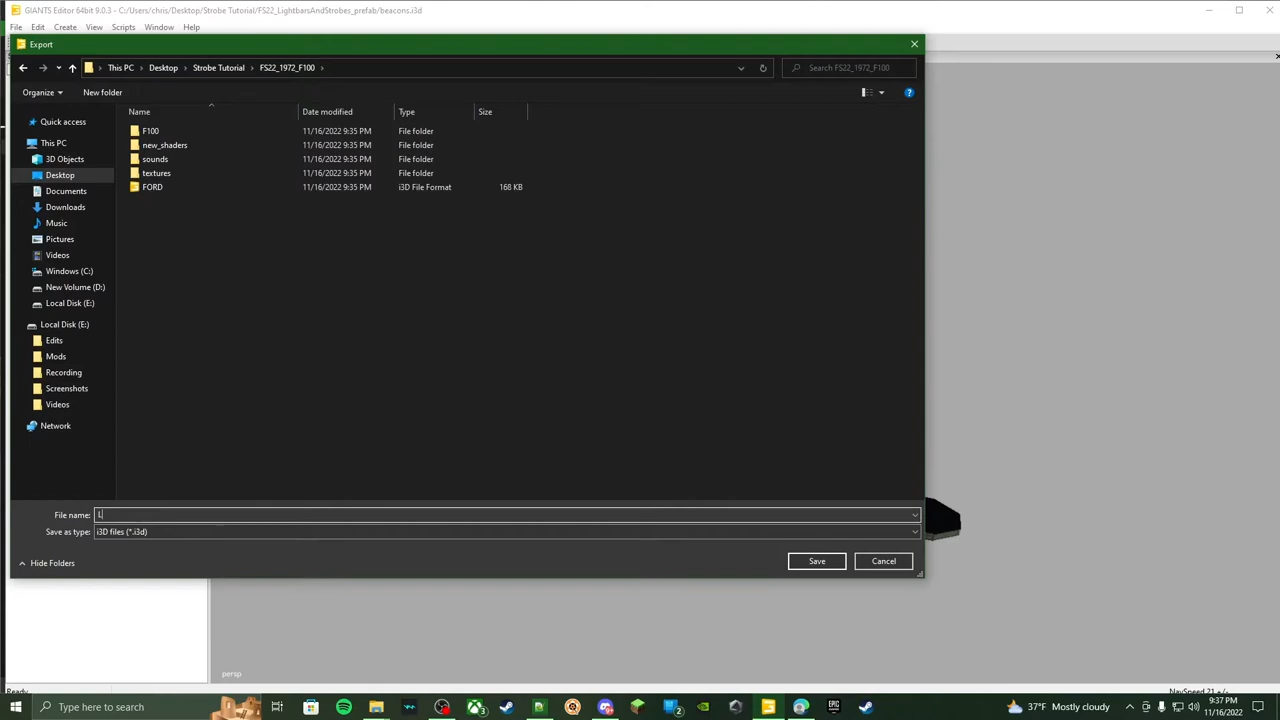 GIANTS Editor 64bit 9.0.3 - C:/Users/chris/Desktop/Strobe Tutorial/FS22_LightbarsAndStrobes_prefab/beacons.i3d
File Edit Create View Scripts Window Help
Export
This PC > Desktop > Strobe Tutorial > FS22_1972_F100 >
Search FS22_1972_F100
Organize New folder
Name Date modified Type Size
Quick access
This PC
3D Objects
Desktop
Documents
Downloads
Music
Pictures
Videos
Windows (C:)
New Volume (D:)
Local Disk (E:)
Local Disk (E:)
Edits
Mods
Recording
Screenshots
Videos
Network
F100 11/16/2022 9:35 PM File folder
new_shaders 11/16/2022 9:35 PM File folder
sounds 11/16/2022 9:35 PM File folder
textures 11/16/2022 9:35 PM File folder
FORD 11/16/2022 9:35 PM i3D File Format 168 KB
File name: L
Save as type: i3D files (*.i3d)
Hide Folders
Save Cancel
persp
Ready
NavSpeed 21 +/-
Type here to search
37°F Mostly cloudy
9:37 PM
11/16/2022